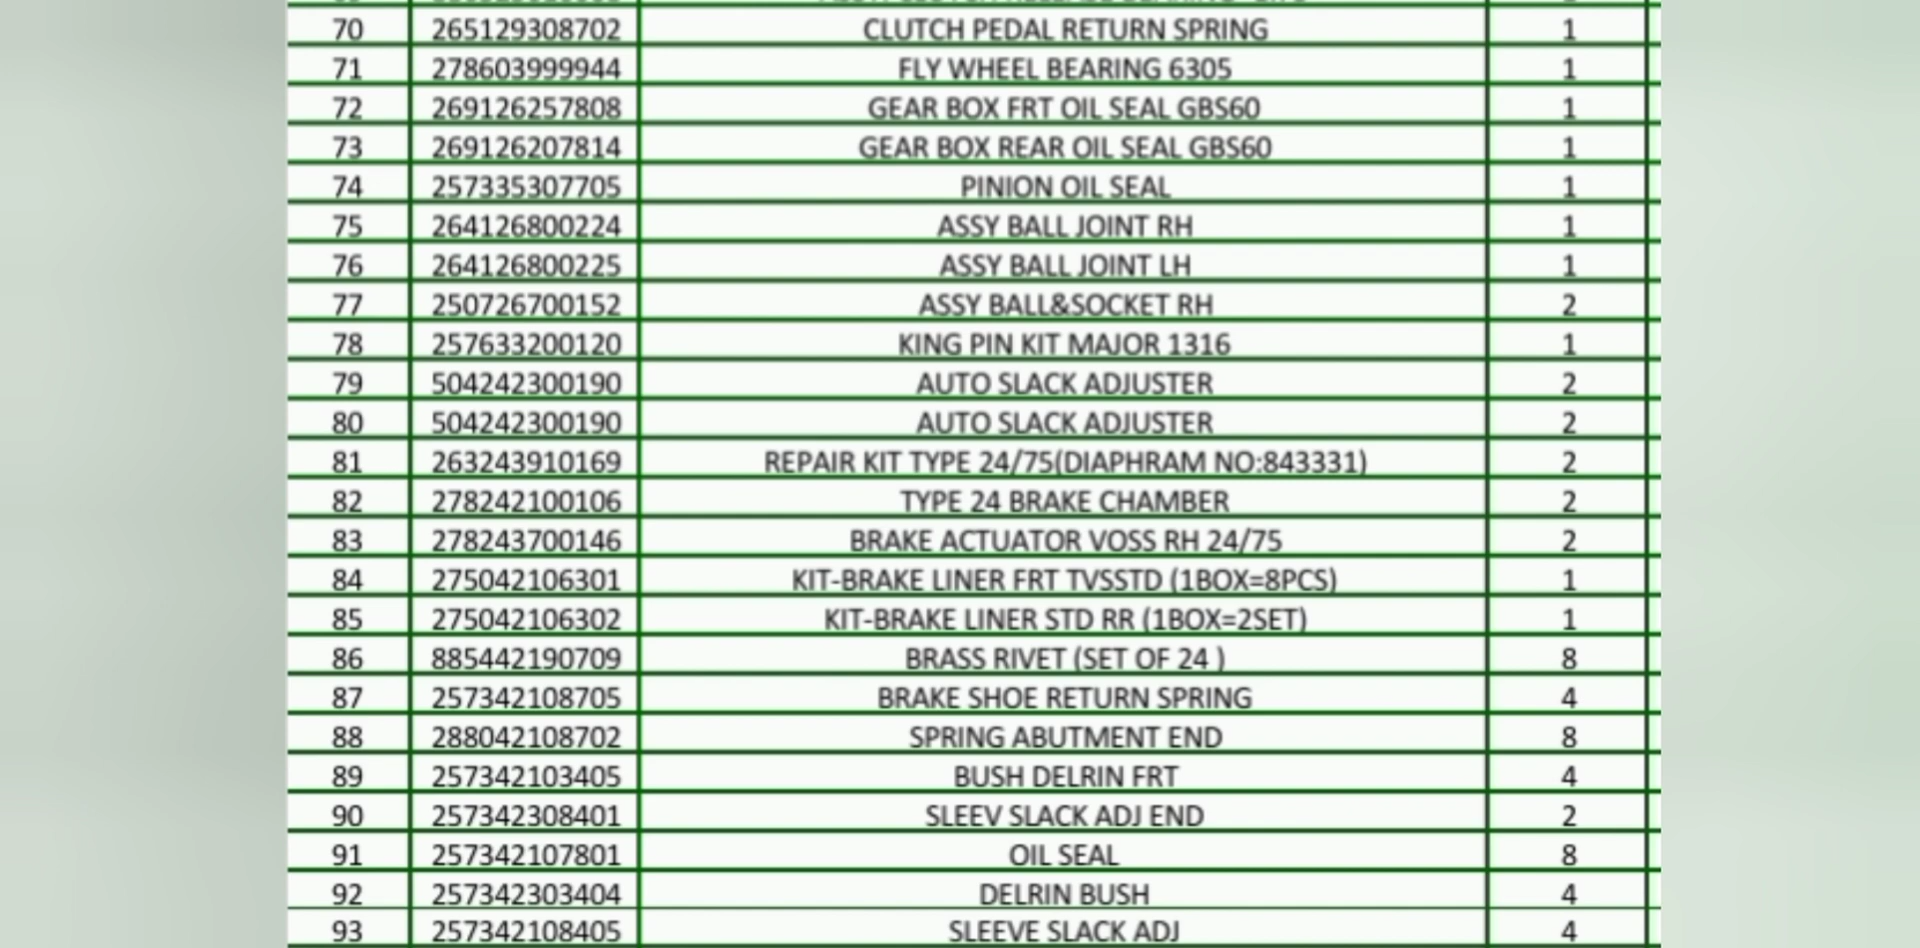 70 265129308702 CLUTCH PEDAL RETURN SPRING 1
71 278603999944 FLY WHEEL BEARING 6305 1
72 269126257808 GEAR BOX FRT OIL SEAL GBS60 1
73 269126207814 GEAR BOX REAR OIL SEAL GBS60 1
74 257335307705 PINION OIL SEAL 1
75 264126800224 ASSY BALL JOINT RH 1
76 264126800225 ASSY BALL JOINT LH 1
77 250726700152 ASSY BALL&SOCKET RH 2
78 257633200120 KING PIN KIT MAJOR 1316 1
79 504242300190 AUTO SLACK ADJUSTER 2
80 504242300190 AUTO SLACK ADJUSTER 2
81 263243910169 REPAIR KIT TYPE 24/75(DIAPHRAM NO:843331) 2
82 278242100106 TYPE 24 BRAKE CHAMBER 2
83 278243700146 BRAKE ACTUATOR VOSS RH 24/75 2
84 275042106301 KIT-BRAKE LINER FRT TVSSTD (1BOX=8PCS) 1
85 275042106302 KIT-BRAKE LINER STD RR (1BOX=2SET) 1
86 885442190709 BRASS RIVET (SET OF 24 ) 8
87 257342108705 BRAKE SHOE RETURN SPRING 4
88 288042108702 SPRING ABUTMENT END 8
89 257342103405 BUSH DELRIN FRT 4
90 257342308401 SLEEV SLACK ADJ END 2
91 257342107801 OIL SEAL 8
92 257342303404 DELRIN BUSH 4
93 257342108405 SLEEVE SLACK ADJ 4